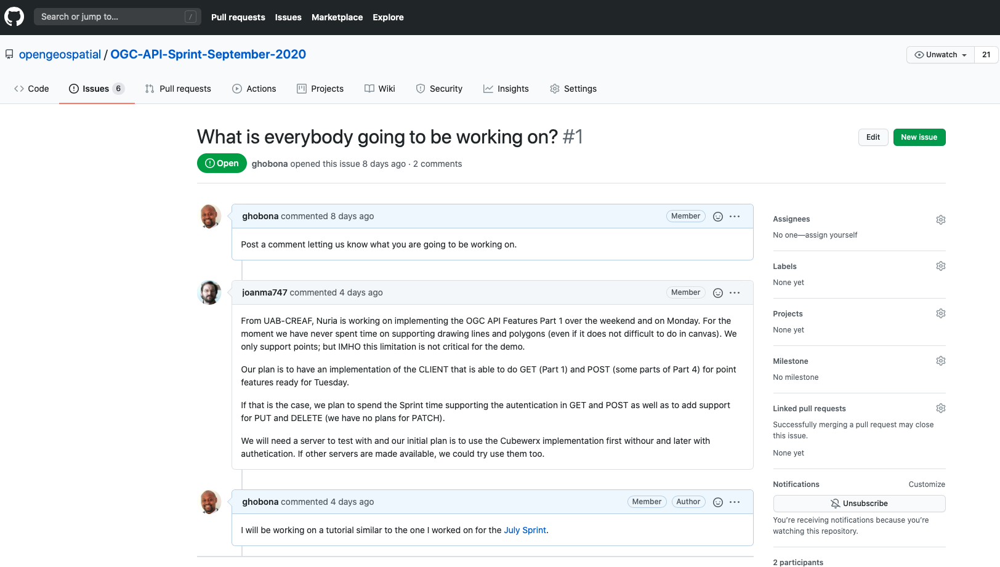 Search or jump to... /
Pull requests Issues Marketplace Explore
opengeospatial / OGC-API-Sprint-September-2020
Unwatch 21
Code Issues 6 Pull requests Actions Projects Wiki Security Insights Settings
What is everybody going to be working on? #1
Edit New issue
Open ghobona opened this issue 8 days ago · 2 comments
ghobona commented 8 days ago Member ...
Post a comment letting us know what you are going to be working on.
joanma747 commented 4 days ago Member ...
From UAB-CREAF, Nuria is working on implementing the OGC API Features Part 1 over the weekend and on Monday. For the
moment we have never spent time on supporting drawing lines and polygons (even if it does not difficult to do in canvas). We
only support points; but IMHO this limitation is not critical for the demo.
Our plan is to have an implementation of the CLIENT that is able to do GET (Part 1) and POST (some parts of Part 4) for point
features ready for Tuesday.
If that is the case, we plan to spend the Sprint time supporting the autentication in GET and POST as well as to add support
for PUT and DELETE (we have no plans for PATCH).
We will need a server to test with and our initial plan is to use the Cubewerx implementation first withour and later with
authetication. If other servers are made available, we could try use them too.
ghobona commented 4 days ago Member Author ...
I will be working on a tutorial similar to the one I worked on for the July Sprint.
Assignees
No one—assign yourself
Labels
None yet
Projects
None yet
Milestone
No milestone
Linked pull requests
Successfully merging a pull request may close
this issue.
None yet
Notifications Customize
Unsubscribe
You're receiving notifications because you're
watching this repository.
2 participants